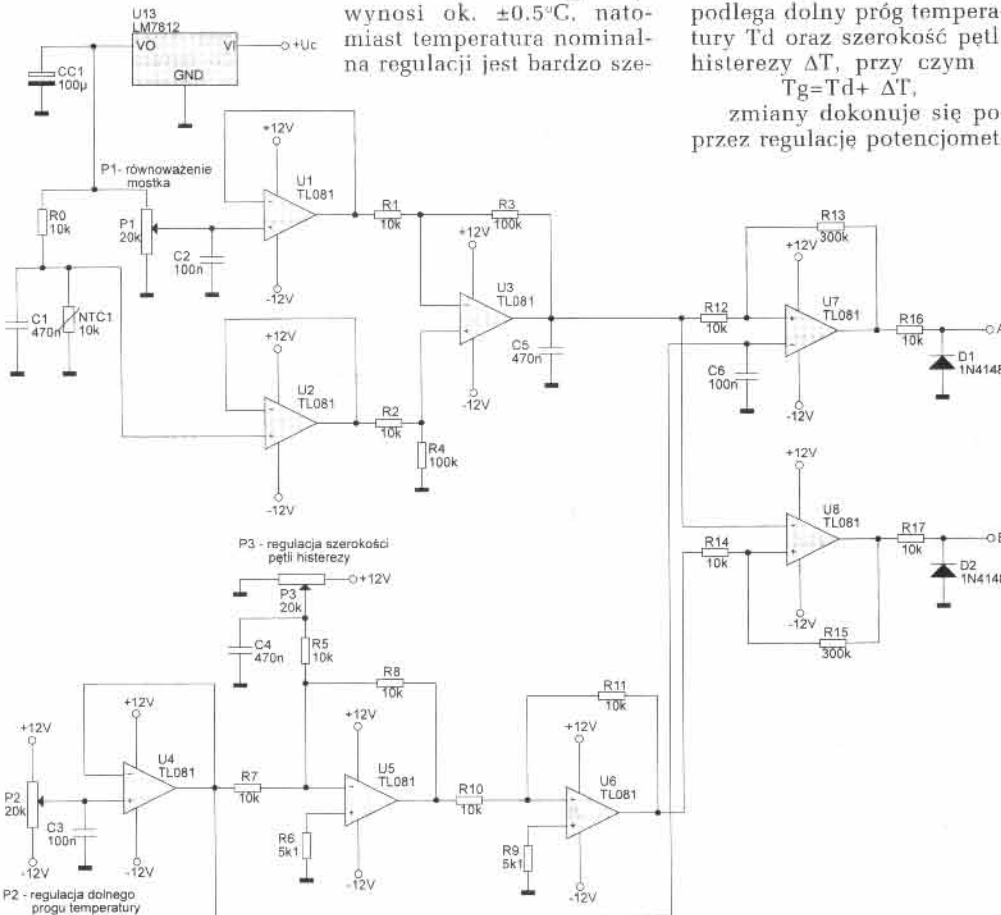 wynosi ok. ±0.5°C, nato-
miast temperatura nominal-
na regulacji jest bardzo sze-
podlega dolny próg tempera-
tury Td oraz szerokość pętli
histerezy ΔT, przy czym
Tg=Td+ ΔT,
zmiany dokonuje się po-
przez regulację potencjomet-
U13
LM7812
VO
VI
+Uc
GND
CC1
100µ
P1- równoważenie
mostka
R0
10k
P1
20k
C2
100n
C1
470n
NTC1
10k
+12V
U1
TL081
-12V
R1
10k
R3
100k
+12V
U3
TL081
-12V
C5
470n
+12V
U2
TL081
-12V
R2
10k
R4
100k
R13
300k
+12V
R12
10k
U7
TL081
C6
100n
-12V
R16
10k
A
D1
1N4148
+12V
U8
TL081
R14
10k
-12V
R15
300k
R17
10k
B
D2
1N4148
P3 - regulacja szerokości
pętli histerezy
+12V
P3
20k
C4
470n
R5
10k
R8
10k
R11
10k
+12V
P2
20k
-12V
C3
100n
+12V
U4
TL081
-12V
R7
10k
+12V
U5
TL081
R6
5k1
-12V
R10
10k
+12V
U6
TL081
R9
5k1
-12V
P2 - regulacja dolnego
progu temperatury